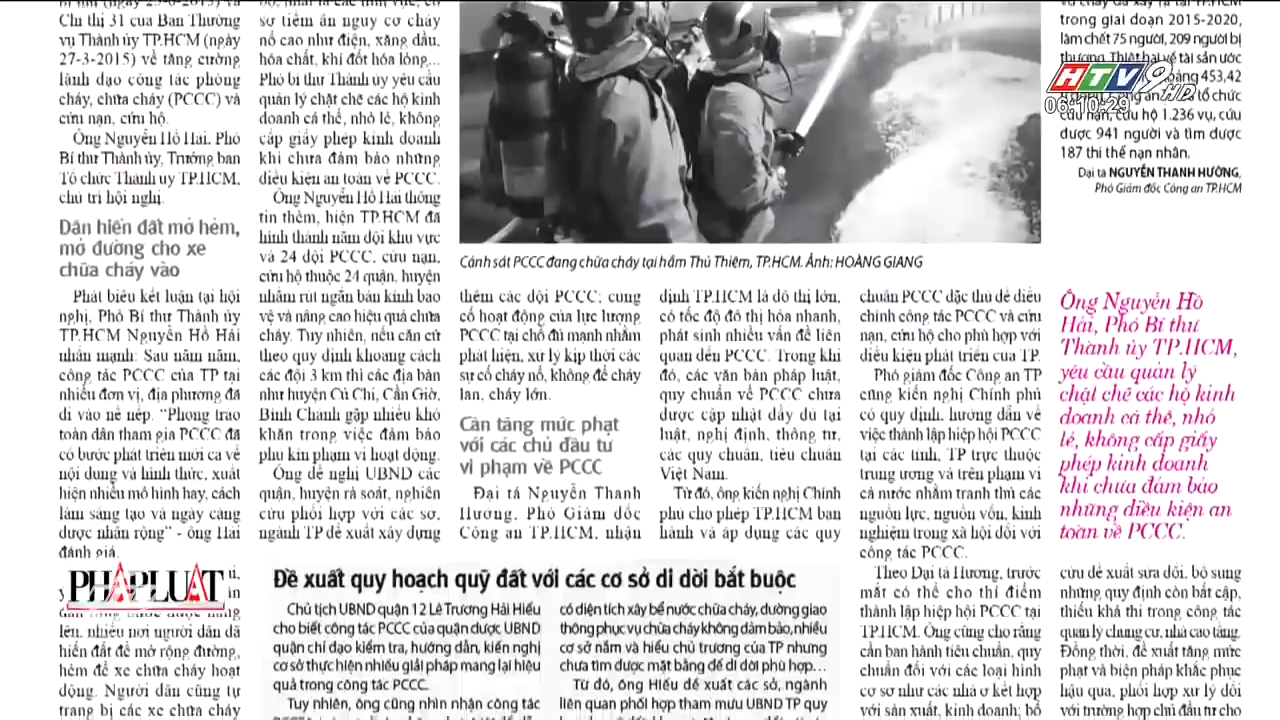 Chỉ thị 31 của Ban Thường
vụ Thành ủy TP.HCM (ngày
27-3-2015) về tăng cường
lãnh đạo công tác phòng
cháy, chữa cháy (PCCC) và
cứu nạn, cứu hộ.
Ông Nguyễn Hồ Hải, Phó
Bí thư Thành ủy, Trưởng ban
Tổ chức Thành ủy TP.HCM,
chủ trì hội nghị.
Dân hiến đất mở hẻm,
mở đường cho xe
chữa cháy vào
Phát biểu kết luận tại hội
nghị, Phó Bí thư Thành ủy
TP.HCM Nguyễn Hồ Hải
nhấn mạnh: Sau năm năm,
công tác PCCC của TP tại
nhiều đơn vị, địa phương đã
đi vào nề nếp. “Phong trào
toàn dân tham gia PCCC đã
có bước phát triển mới cả về
nội dung và hình thức, xuất
hiện nhiều mô hình hay, cách
làm sáng tạo và ngày càng
được nhân rộng” - ông Hải
đánh giá.
PHÁP LUẬT
lên, nhiều nơi người dân đã
hiến đất để mở rộng đường,
hẻm để xe chữa cháy hoạt
động. Người dân cũng tự
trang bị các xe chữa cháy
sơ tiềm ẩn nguy cơ cháy
nổ cao như điện, xăng dầu,
hóa chất, khí đốt hóa lỏng...
Phó bí thư Thành ủy yêu cầu
quản lý chặt chẽ các hộ kinh
doanh cá thể, nhỏ lẻ, không
cấp giấy phép kinh doanh
khi chưa đảm bảo những
điều kiện an toàn về PCCC.
Ông Nguyễn Hồ Hải thông
tin thêm, hiện TP.HCM đã
hình thành năm đội khu vực
và 24 đội PCCC, cứu nạn,
cứu hộ thuộc 24 quận, huyện
nhằm rút ngắn bán kính bảo
vệ và nâng cao hiệu quả chữa
cháy. Tuy nhiên, nếu căn cứ
theo quy định khoảng cách
các đội 3 km thì các địa bàn
như huyện Củ Chi, Cần Giờ,
Bình Chánh gặp nhiều khó
khăn trong việc đảm bảo
phủ kín phạm vi hoạt động.
Ông đề nghị UBND các
quận, huyện rà soát, nghiên
cứu phối hợp với các sở,
ngành TP đề xuất xây dựng
Cảnh sát PCCC đang chữa cháy tại hầm Thủ Thiêm, TP.HCM. Ảnh: HOÀNG GIANG
thêm các đội PCCC; củng
cố hoạt động của lực lượng
PCCC tại chỗ đủ mạnh nhằm
phát hiện, xử lý kịp thời các
sự cố cháy nổ, không để cháy
lan, cháy lớn.
Cần tăng mức phạt
với các chủ đầu tư
vi phạm về PCCC
Đại tá Nguyễn Thanh
Hưởng, Phó Giám đốc
Công an TP.HCM, nhận
định TP.HCM là đô thị lớn,
có tốc độ đô thị hóa nhanh,
phát sinh nhiều vấn đề liên
quan đến PCCC. Trong khi
đó, các văn bản pháp luật,
quy chuẩn về PCCC chưa
được cập nhật đầy đủ tại
luật, nghị định, thông tư,
các quy chuẩn, tiêu chuẩn
Việt Nam.
Từ đó, ông kiến nghị Chính
phủ cho phép TP.HCM ban
hành và áp dụng các quy
chuẩn PCCC đặc thù để điều
chỉnh công tác PCCC và cứu
nạn, cứu hộ cho phù hợp với
điều kiện phát triển của TP.
Phó giám đốc Công an TP
cũng kiến nghị Chính phủ
có quy định, hướng dẫn về
việc thành lập hiệp hội PCCC
tại các tỉnh, TP trực thuộc
trung ương và trên phạm vi
cả nước nhằm tranh thủ các
nguồn lực, nguồn vốn, kinh
nghiệm trong xã hội đối với
công tác PCCC.
Theo Đại tá Hưởng, trước
mắt có thể cho thí điểm
thành lập hiệp hội PCCC tại
TP.HCM. Ông cũng cho rằng
cần ban hành tiêu chuẩn, quy
chuẩn đối với các loại hình
cơ sở như các nhà ở kết hợp
với sản xuất, kinh doanh; bổ
trong giai đoạn 2015-2020,
làm chết 75 người, 209 người bị
thương. Thiệt hại về tài sản ước
453,42
HTV9 HD
06:10:29
tổ chức
cứu nạn, cứu hộ 1.236 vụ, cứu
được 941 người và tìm được
187 thi thể nạn nhân.
Đại tá NGUYỄN THANH HƯỞNG,
Phó Giám đốc Công an TP.HCM
Ông Nguyễn Hồ
Hải, Phó Bí thư
Thành ủy TP.HCM,
yêu cầu quản lý
chặt chẽ các hộ kinh
doanh cá thể, nhỏ
lẻ, không cấp giấy
phép kinh doanh
khi chưa đảm bảo
những điều kiện an
toàn về PCCC.
cứu đề xuất sửa đổi, bổ sung
những quy định còn bất cập,
thiếu khả thi trong công tác
quản lý chung cư, nhà cao tầng.
Đồng thời, đề xuất tăng mức
phạt và biện pháp khắc phục
hậu quả, phối hợp xử lý đối
với trường hợp chủ đầu tư cho
Đề xuất quy hoạch quỹ đất với các cơ sở di dời bắt buộc
Chủ tịch UBND quận 12 Lê Trương Hải Hiếu
cho biết công tác PCCC của quận được UBND
quận chỉ đạo kiểm tra, hướng dẫn, kiến nghị
cơ sở thực hiện nhiều giải pháp mang lại hiệu
quả trong công tác PCCC.
Tuy nhiên, ông cũng nhìn nhận công tác
có diện tích xây bể nước chữa cháy, đường giao
thông phục vụ chữa cháy không đảm bảo, nhiều
cơ sở nằm và hiểu chủ trương của TP nhưng
chưa tìm được mặt bằng để di dời phù hợp...
Từ đó, ông Hiếu đề xuất các sở, ngành
liên quan phối hợp tham mưu UBND TP quy